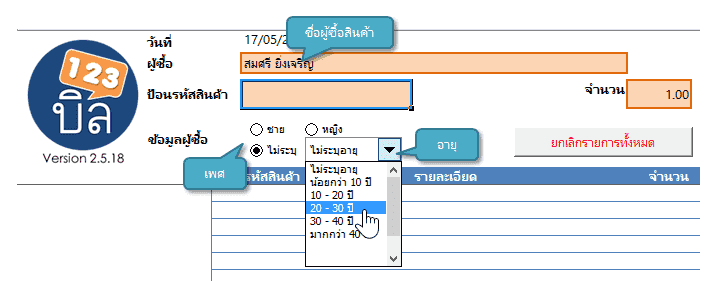 วันที่ 17/05/2
ชื่อผู้ซื้อสินค้า
ผู้ซื้อ สมศรี ยิ่งเจริญ
123
บิล
Version 2.5.18
ป้อนรหัสสินค้า จำนวน 1.00
ข้อมูลผู้ซื้อ ชาย หญิง
ไม่ระบุ ไม่ระบุอายุ
อายุ
ยกเลิกรายการทั้งหมด
เพศ
รหัสสินค้า รายละเอียด จำนวน
ไม่ระบุอายุ
น้อยกว่า 10 ปี
10 - 20 ปี
20 - 30 ปี
30 - 40 ปี
มากกว่า 40